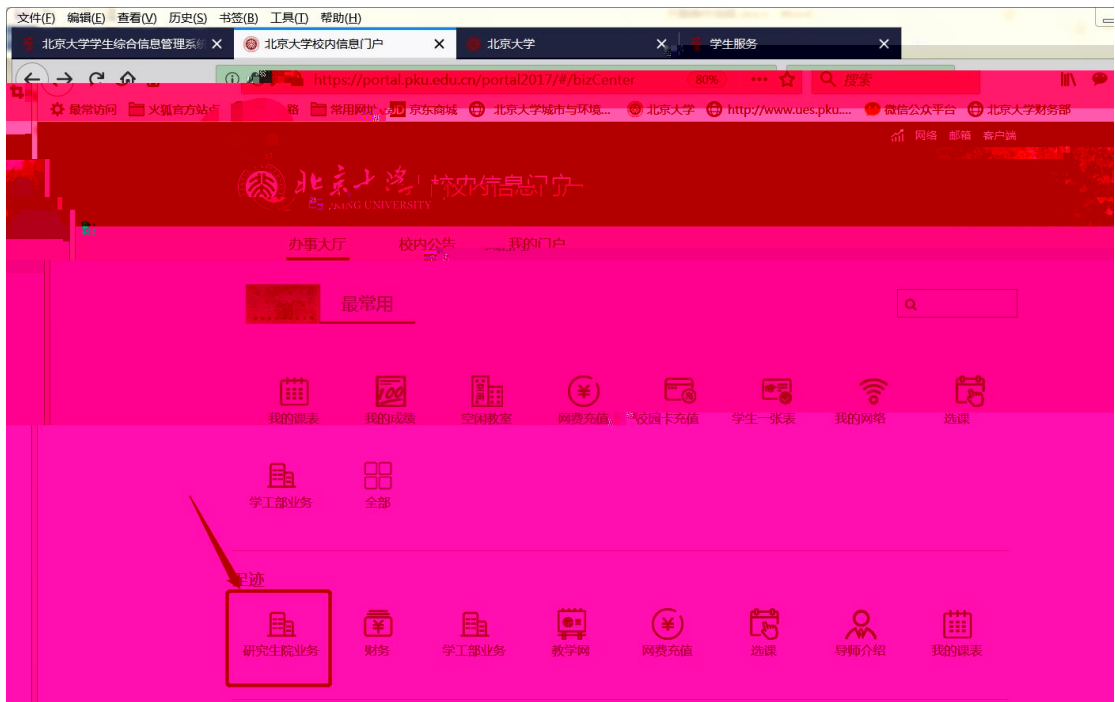 文件(F) 编辑(E) 查看(V) 历史(S) 书签(B) 工具(T) 帮助(H)
北京大学学生综合信息管理系统 × 北京大学校内信息门户 × 北京大学 × 学生服务 ×
https://portal.pku.edu.cn/portal2017/#/bizCenter 80% ··· 搜索
最常访问 火狐官方站点 常用网址 JD 京东商城 北京大学城市与环境... 北京大学 http://www.ues.pku.... 微信公众平台 北京大学财务部
网络 邮箱 客户端
北京大学 校内信息门户
PEKING UNIVERSITY
办事大厅 校内公告 我的门户
最常用
我的课表 我的成绩 空闲教室 网费充值 校园卡充值 学生一张表 我的网络 选课
学工部业务 全部
足迹
研究生院业务 财务 学工部业务 教学网 网费充值 选课 导师介绍 我的课表